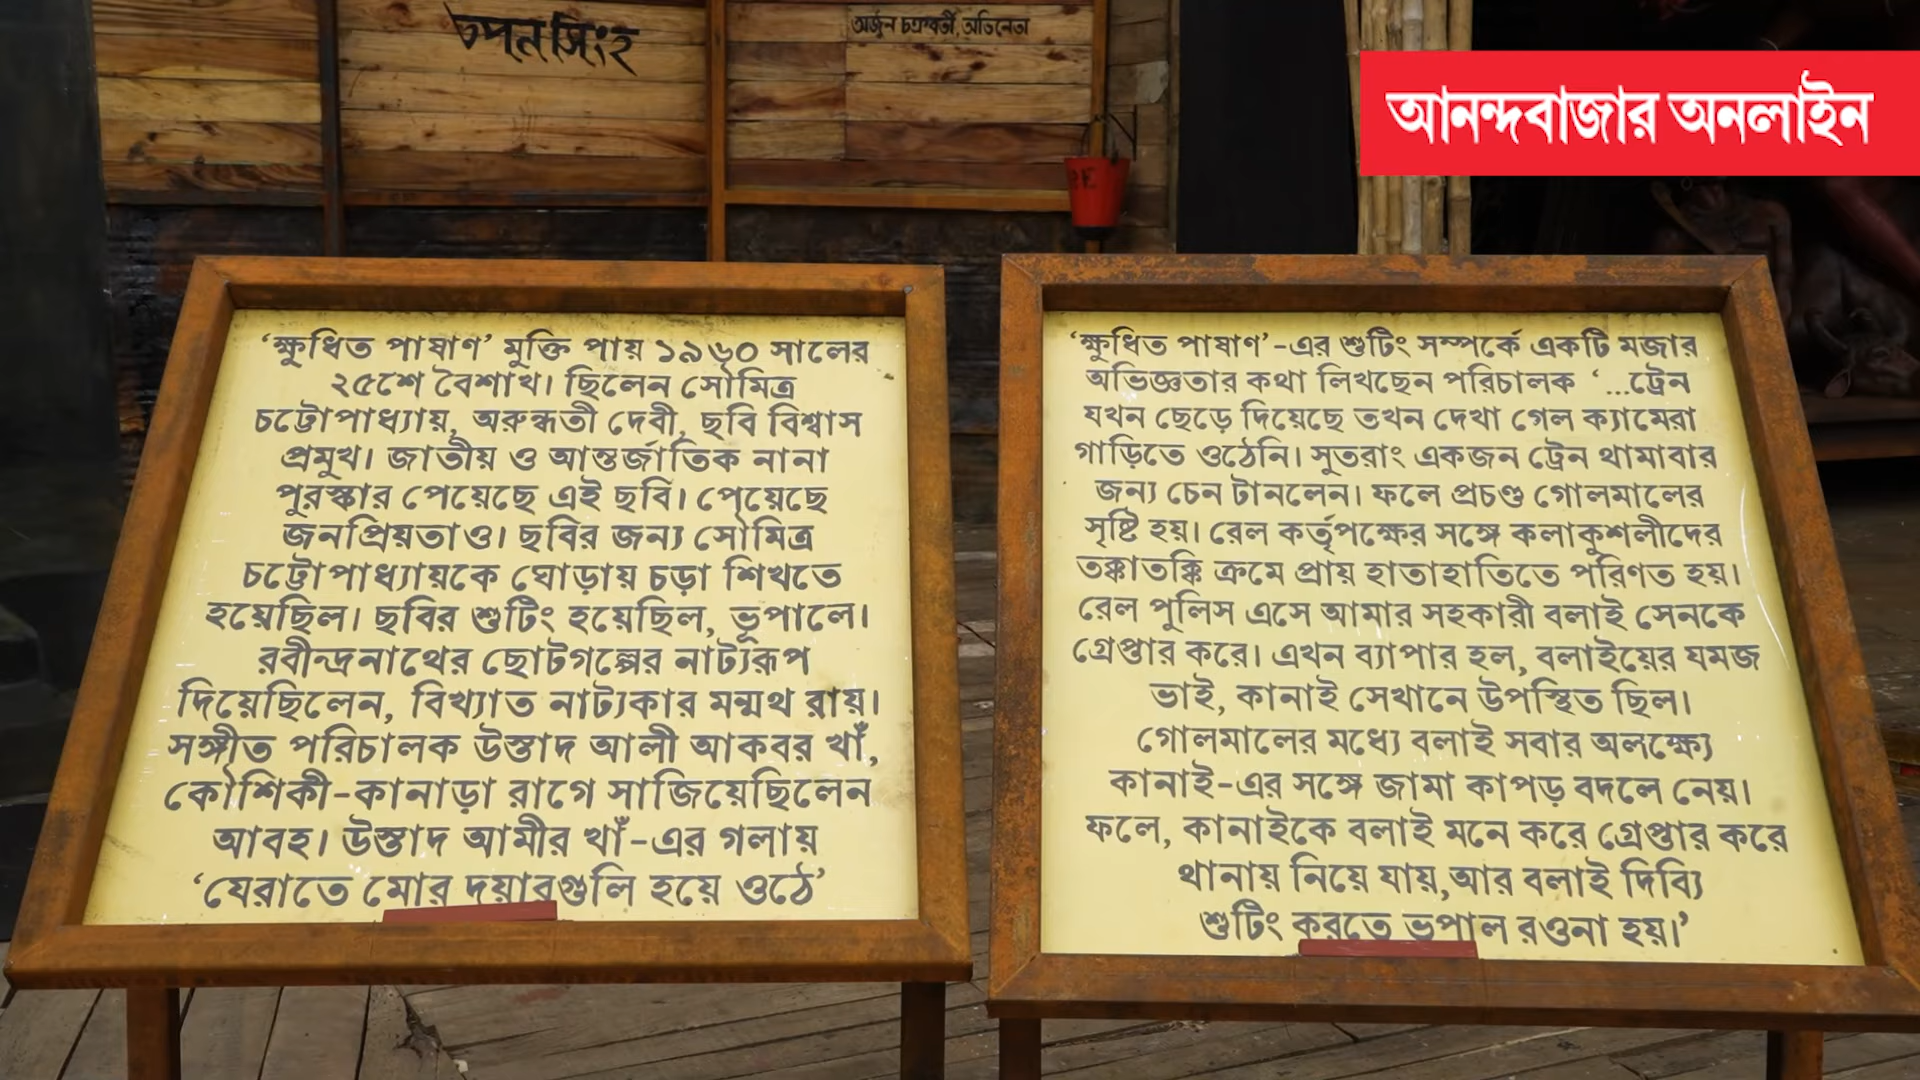 তপন সিংহ
অর্জুন চক্রবর্তী, অভিনেতা
আনন্দবাজার অনলাইন
‘ক্ষুধিত পাষাণ’ মুক্তি পায় ১৯৬০ সালের
২৫শে বৈশাখ। ছিলেন সৌমিত্র
চট্টোপাধ্যায়, অরুন্ধতী দেবী, ছবি বিশ্বাস
প্রমুখ। জাতীয় ও আন্তর্জাতিক নানা
পুরস্কার পেয়েছে এই ছবি। পেয়েছে
জনপ্রিয়তাও। ছবির জন্য সৌমিত্র
চট্টোপাধ্যায়কে ঘোড়ায় চড়া শিখতে
হয়েছিল। ছবির শুটিং হয়েছিল, ভূপালে।
রবীন্দ্রনাথের ছোটগল্পের নাট্যরূপ
দিয়েছিলেন, বিখ্যাত নাট্যকার মন্মথ রায়।
সঙ্গীত পরিচালক উস্তাদ আলী আকবর খাঁ,
কৌশিকী-কানাড়া রাগে সাজিয়েছিলেন
আবহ। উস্তাদ আমীর খাঁ-এর গলায়
‘যেরাতে মোর দুয়ারগুলি হয়ে ওঠে’
‘ক্ষুধিত পাষাণ’-এর শুটিং সম্পর্কে একটি মজার
অভিজ্ঞতার কথা লিখছেন পরিচালক ‘...ট্রেন
যখন ছেড়ে দিয়েছে তখন দেখা গেল ক্যামেরা
গাড়িতে ওঠেনি। সুতরাং একজন ট্রেন থামাবার
জন্য চেন টানলেন। ফলে প্রচণ্ড গোলমালের
সৃষ্টি হয়। রেল কর্তৃপক্ষের সঙ্গে কলাকুশলীদের
তক্কাতক্কি ক্রমে প্রায় হাতাহাতিতে পরিণত হয়।
রেল পুলিস এসে আমার সহকারী বলাই সেনকে
গ্রেপ্তার করে। এখন ব্যাপার হল, বলাইয়ের যমজ
ভাই, কানাই সেখানে উপস্থিত ছিল।
গোলমালের মধ্যে বলাই সবার অলক্ষ্যে
কানাই-এর সঙ্গে জামা কাপড় বদলে নেয়।
ফলে, কানাইকে বলাই মনে করে গ্রেপ্তার করে
থানায় নিয়ে যায়,আর বলাই দিব্যি
শুটিং করতে ভূপাল রওনা হয়।’